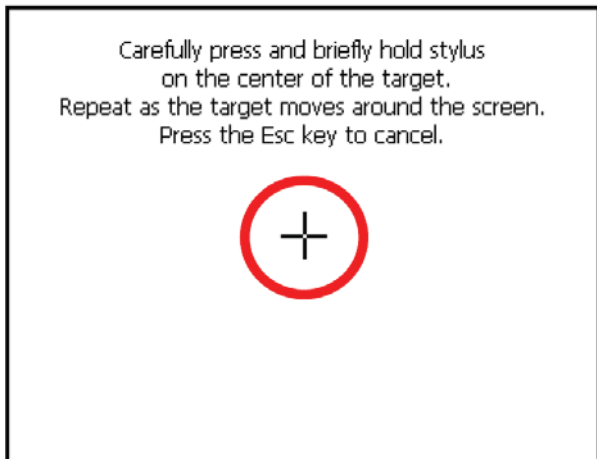 Carefully press and briefly hold stylus
on the center of the target.
Repeat as the target moves around the screen.
Press the Esc key to cancel.